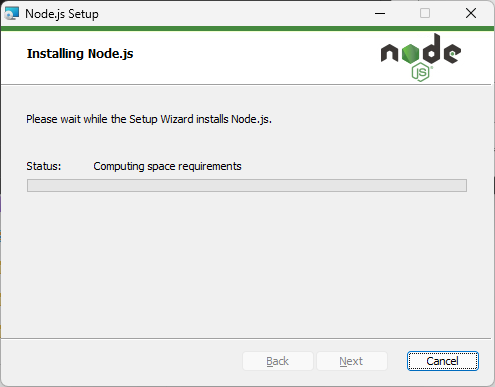 Node.js Setup
Installing Node.js
node
JS
Please wait while the Setup Wizard installs Node.js.
Status: Computing space requirements
Back Next Cancel